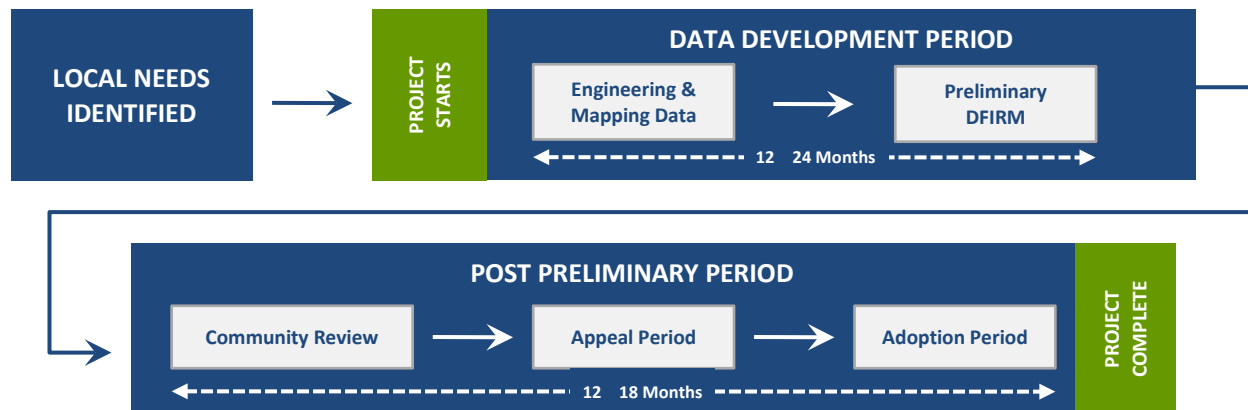 LOCAL NEEDS
IDENTIFIED
PROJECT
STARTS
DATA DEVELOPMENT PERIOD
Engineering &
Mapping Data
Preliminary
DFIRM
12 24 Months
POST PRELIMINARY PERIOD
Community Review
Appeal Period
Adoption Period
12 18 Months
PROJECT
COMPLETE